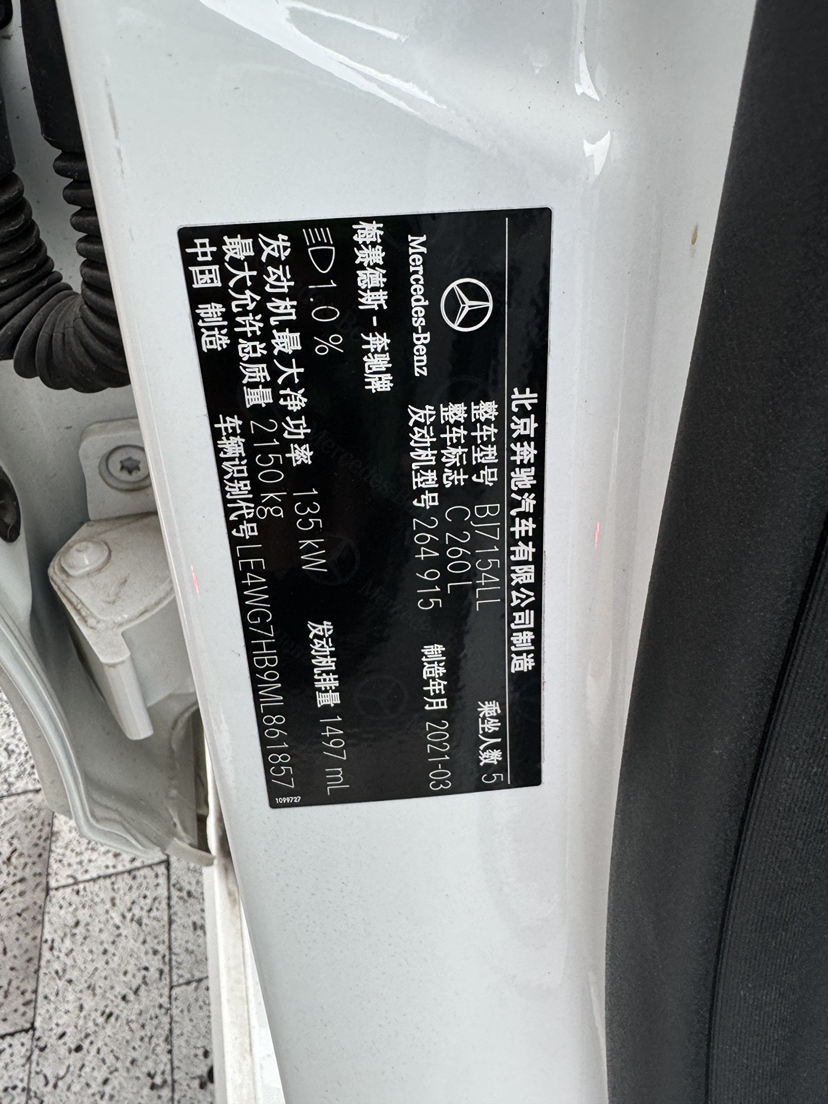 北京奔驰汽车有限公司制造
整车型号 BJ7154LL 乘坐人数 5
整车标志 C 260 L
Mercedes-Benz 发动机型号 264 915 制造年月 2021-03
梅赛德斯-奔驰牌
1.0 %
发动机最大净功率 135 kW 发动机排量 1497 mL
最大允许总质量 2150 kg
中国 制造 车辆识别代号 LE4WG7HB9ML861857
1099727